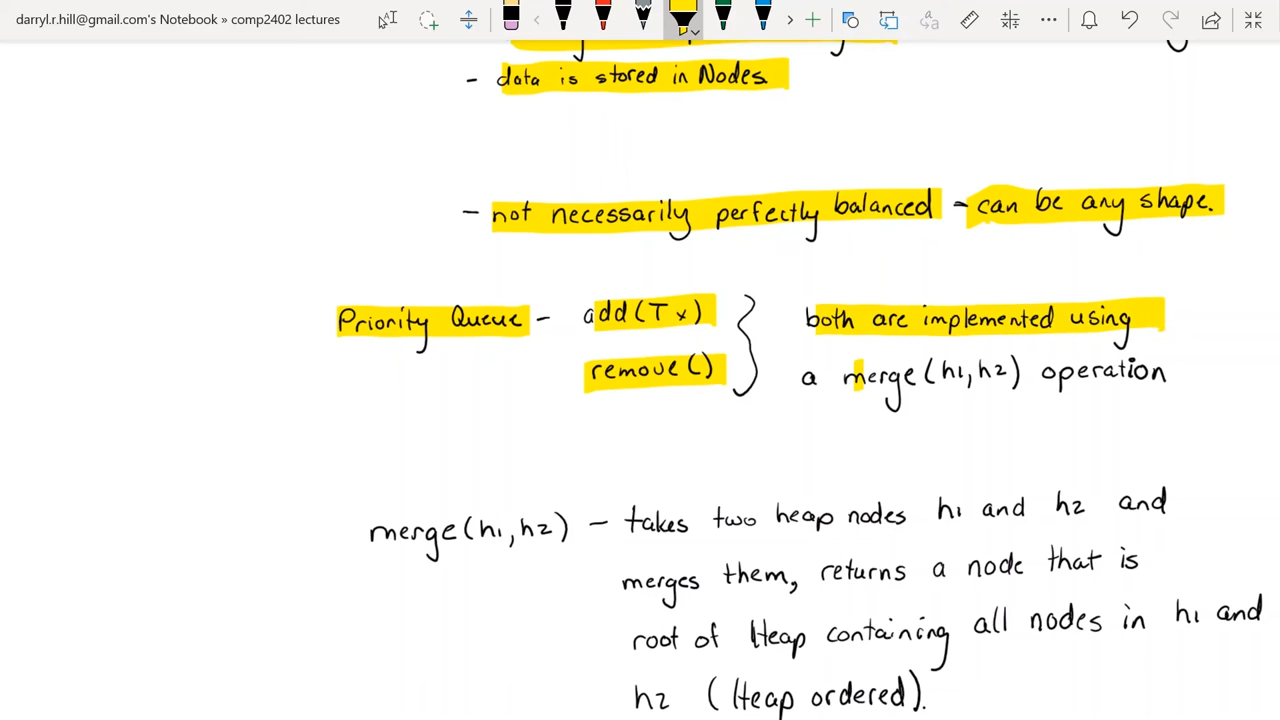 darryl.r.hill@gmail.com's Notebook » comp2402 lectures
- data is stored in Nodes
- not necessarily perfectly balanced - can be any shape.
Priority Queue - add(T x) } both are implemented using
remove() a merge(h1, h2) operation
merge(h1, h2) - takes two heap nodes h1 and h2 and
merges them, returns a node that is
root of Heap containing all nodes in h1 and
h2 (Heap ordered).